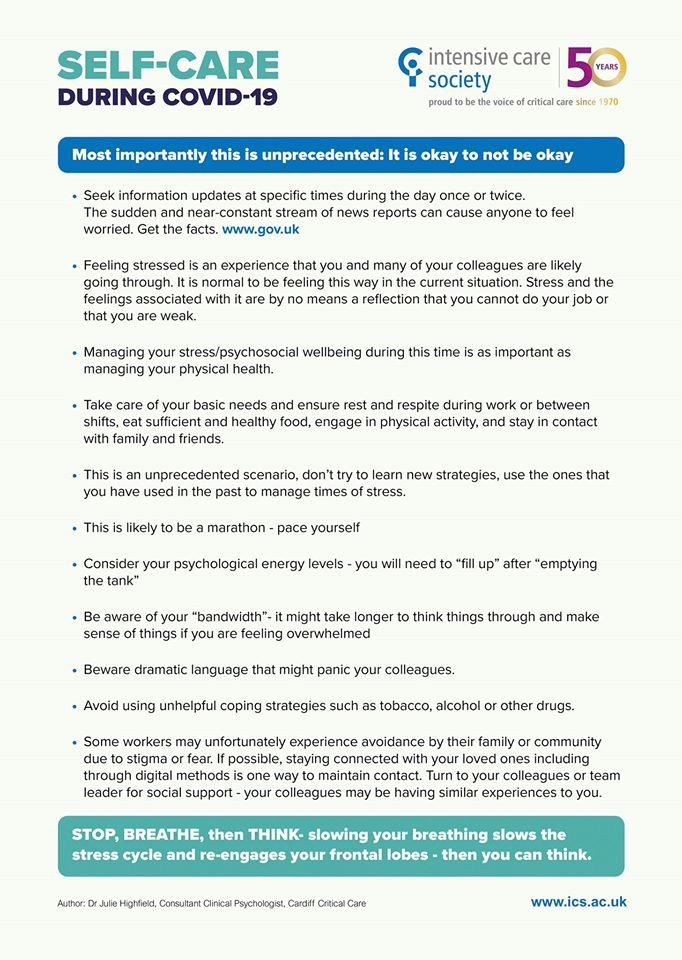 SELF-CARE
DURING COVID-19
intensive care
society
50 YEARS
proud to be the voice of critical care since 1970
Most importantly this is unprecedented: It is okay to not be okay
• Seek information updates at specific times during the day once or twice.
The sudden and near-constant stream of news reports can cause anyone to feel
worried. Get the facts. www.gov.uk
• Feeling stressed is an experience that you and many of your colleagues are likely
going through. It is normal to be feeling this way in the current situation. Stress and the
feelings associated with it are by no means a reflection that you cannot do your job or
that you are weak.
• Managing your stress/psychosocial wellbeing during this time is as important as
managing your physical health.
• Take care of your basic needs and ensure rest and respite during work or between
shifts, eat sufficient and healthy food, engage in physical activity, and stay in contact
with family and friends.
• This is an unprecedented scenario, don’t try to learn new strategies, use the ones that
you have used in the past to manage times of stress.
• This is likely to be a marathon - pace yourself
• Consider your psychological energy levels - you will need to “fill up” after “emptying
the tank”
• Be aware of your “bandwidth”- it might take longer to think things through and make
sense of things if you are feeling overwhelmed
• Beware dramatic language that might panic your colleagues.
• Avoid using unhelpful coping strategies such as tobacco, alcohol or other drugs.
• Some workers may unfortunately experience avoidance by their family or community
due to stigma or fear. If possible, staying connected with your loved ones including
through digital methods is one way to maintain contact. Turn to your colleagues or team
leader for social support - your colleagues may be having similar experiences to you.
STOP, BREATHE, then THINK- slowing your breathing slows the
stress cycle and re-engages your frontal lobes - then you can think.
Author: Dr Julie Highfield, Consultant Clinical Psychologist, Cardiff Critical Care
www.ics.ac.uk